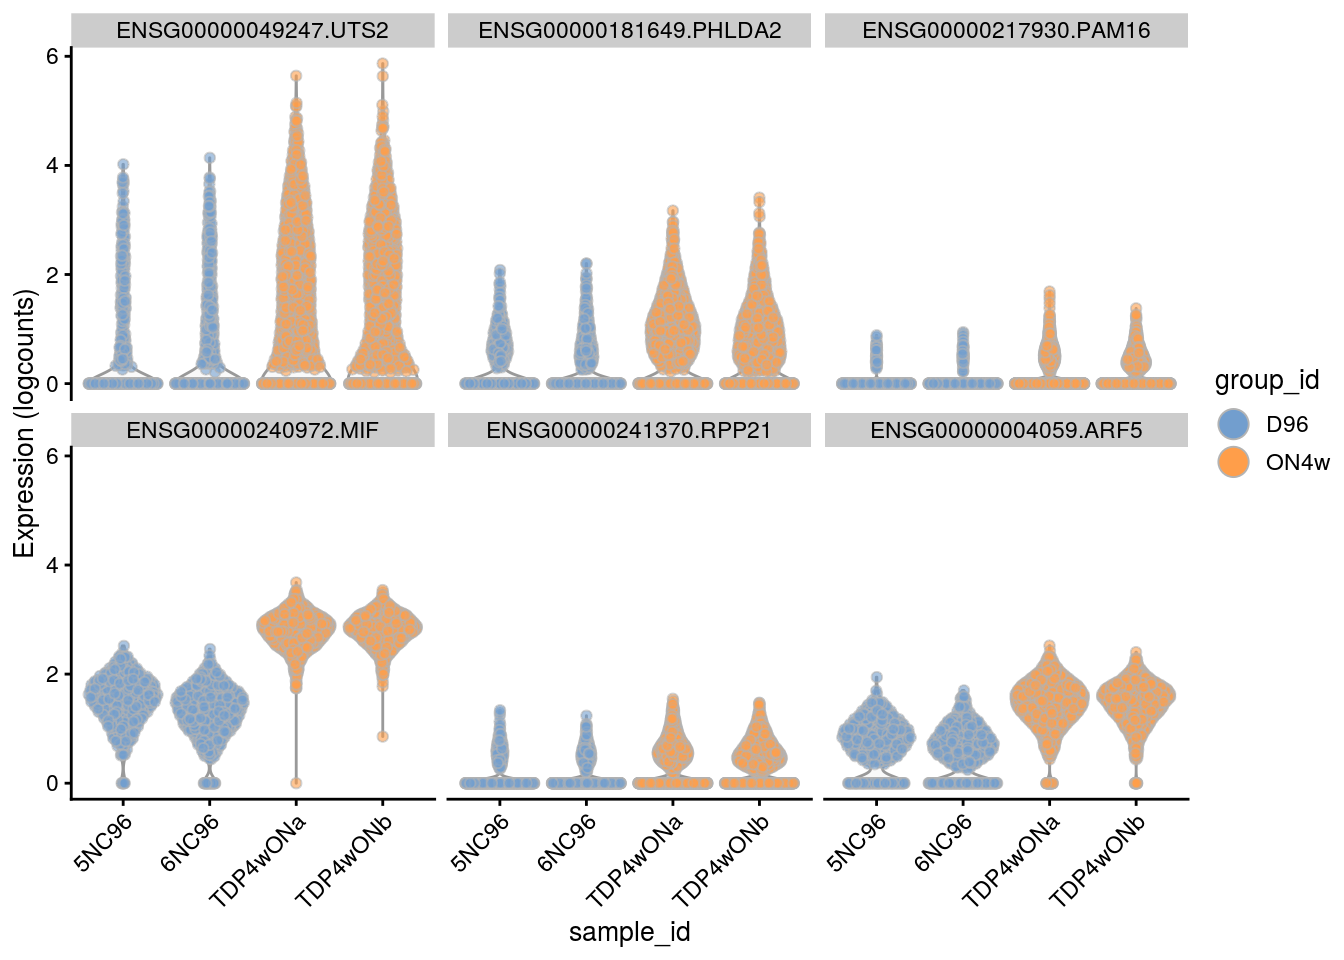 ENSG00000049247.UTS2 ENSG00000181649.PHLDA2 ENSG00000217930.PAM16
6
4
2
0
ENSG00000240972.MIF ENSG00000241370.RPP21 ENSG00000004059.ARF5
6
4
2
0
Expression (logcounts)
5NC96 6NC96 TDP4wONa TDP4wONb 5NC96 6NC96 TDP4wONa TDP4wONb 5NC96 6NC96 TDP4wONa TDP4wONb
sample_id
group_id
D96
ON4w